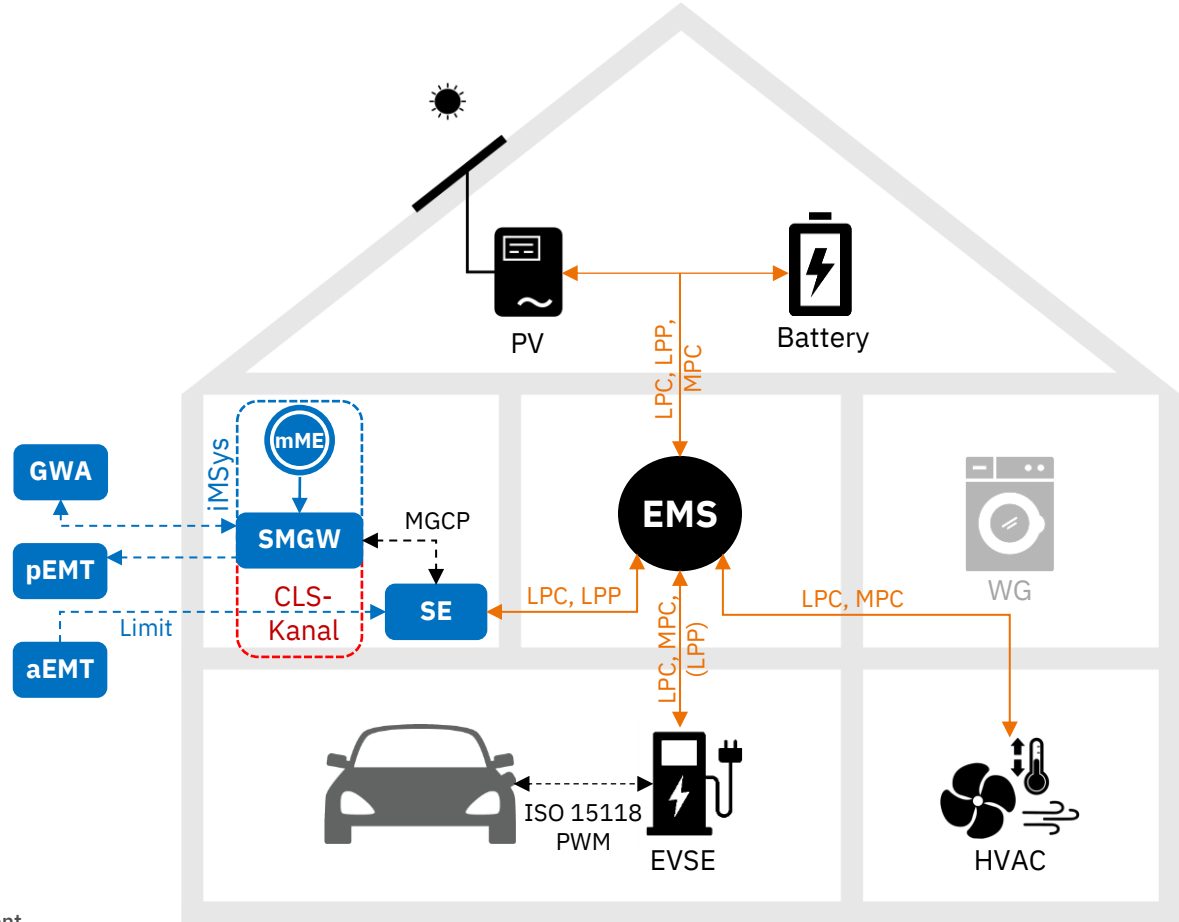 PV
Battery
LPC, LPP,
MPC
iMSys
mME
GWA
SMGW
MGCP
EMS
pEMT
CLS-
Kanal
SE
LPC, LPP
LPC, MPC
WG
Limit
aEMT
LPC, MPC,
(LPP)
ISO 15118
PWM
EVSE
HVAC